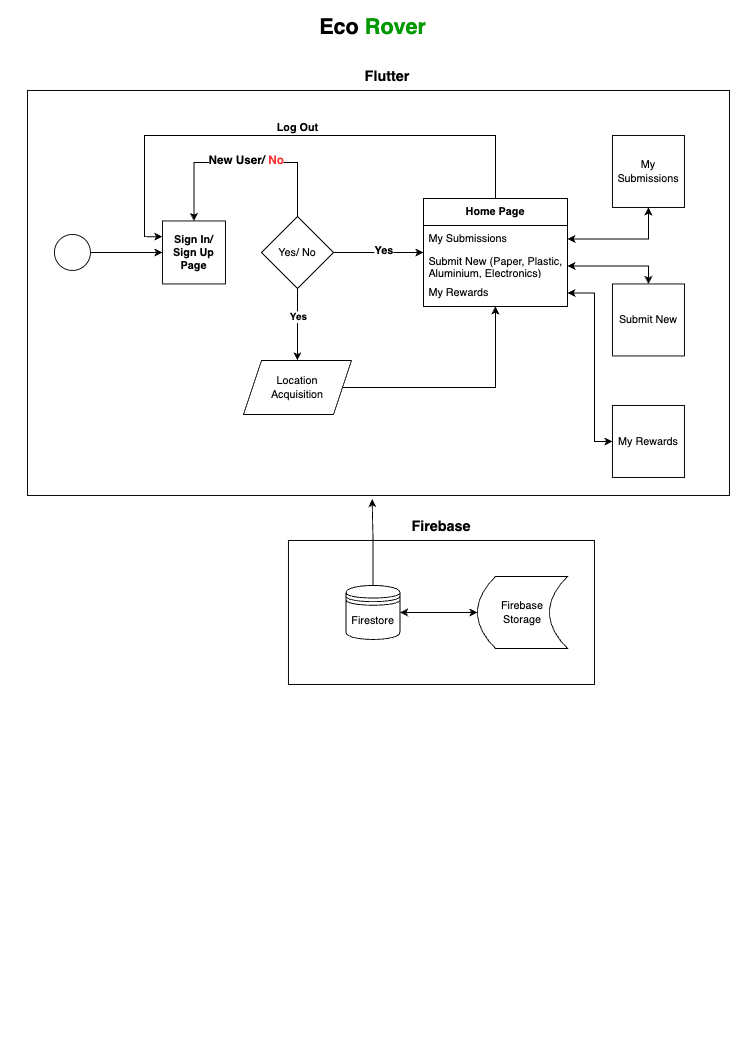 Eco Rover
Flutter
Log Out
New User/ No
My
Submissions
Home Page
Sign In/
Sign Up
Page
Yes/ No
Yes
My Submissions
Submit New (Paper, Plastic,
Aluminium, Electronics)
My Rewards
Yes
Submit New
Location
Acquisition
My Rewards
Firebase
Firestore
Firebase
Storage